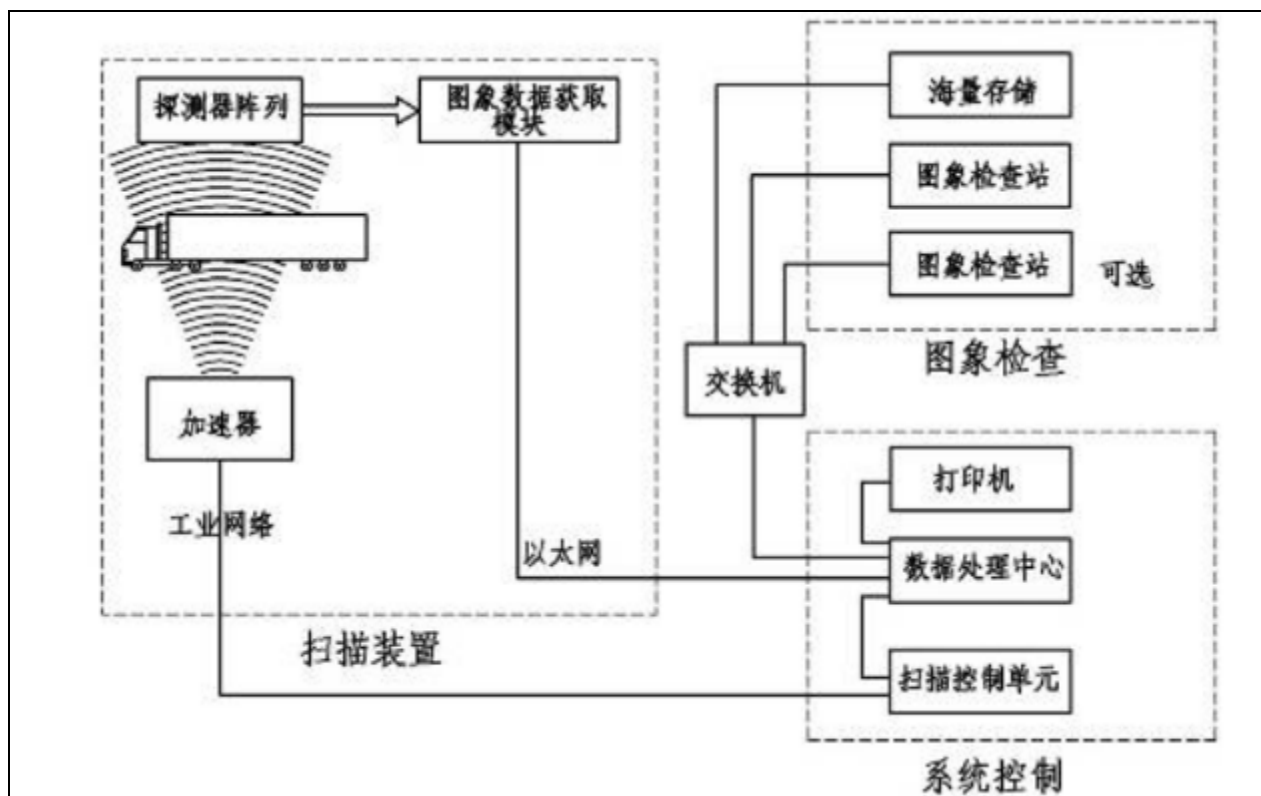 探测器阵列
图象数据获取
模块
加速器
工业网络
以太网
扫描装置
海量存储
图象检查站
图象检查站
可选
图象检查
交换机
打印机
数据处理中心
扫描控制单元
系统控制